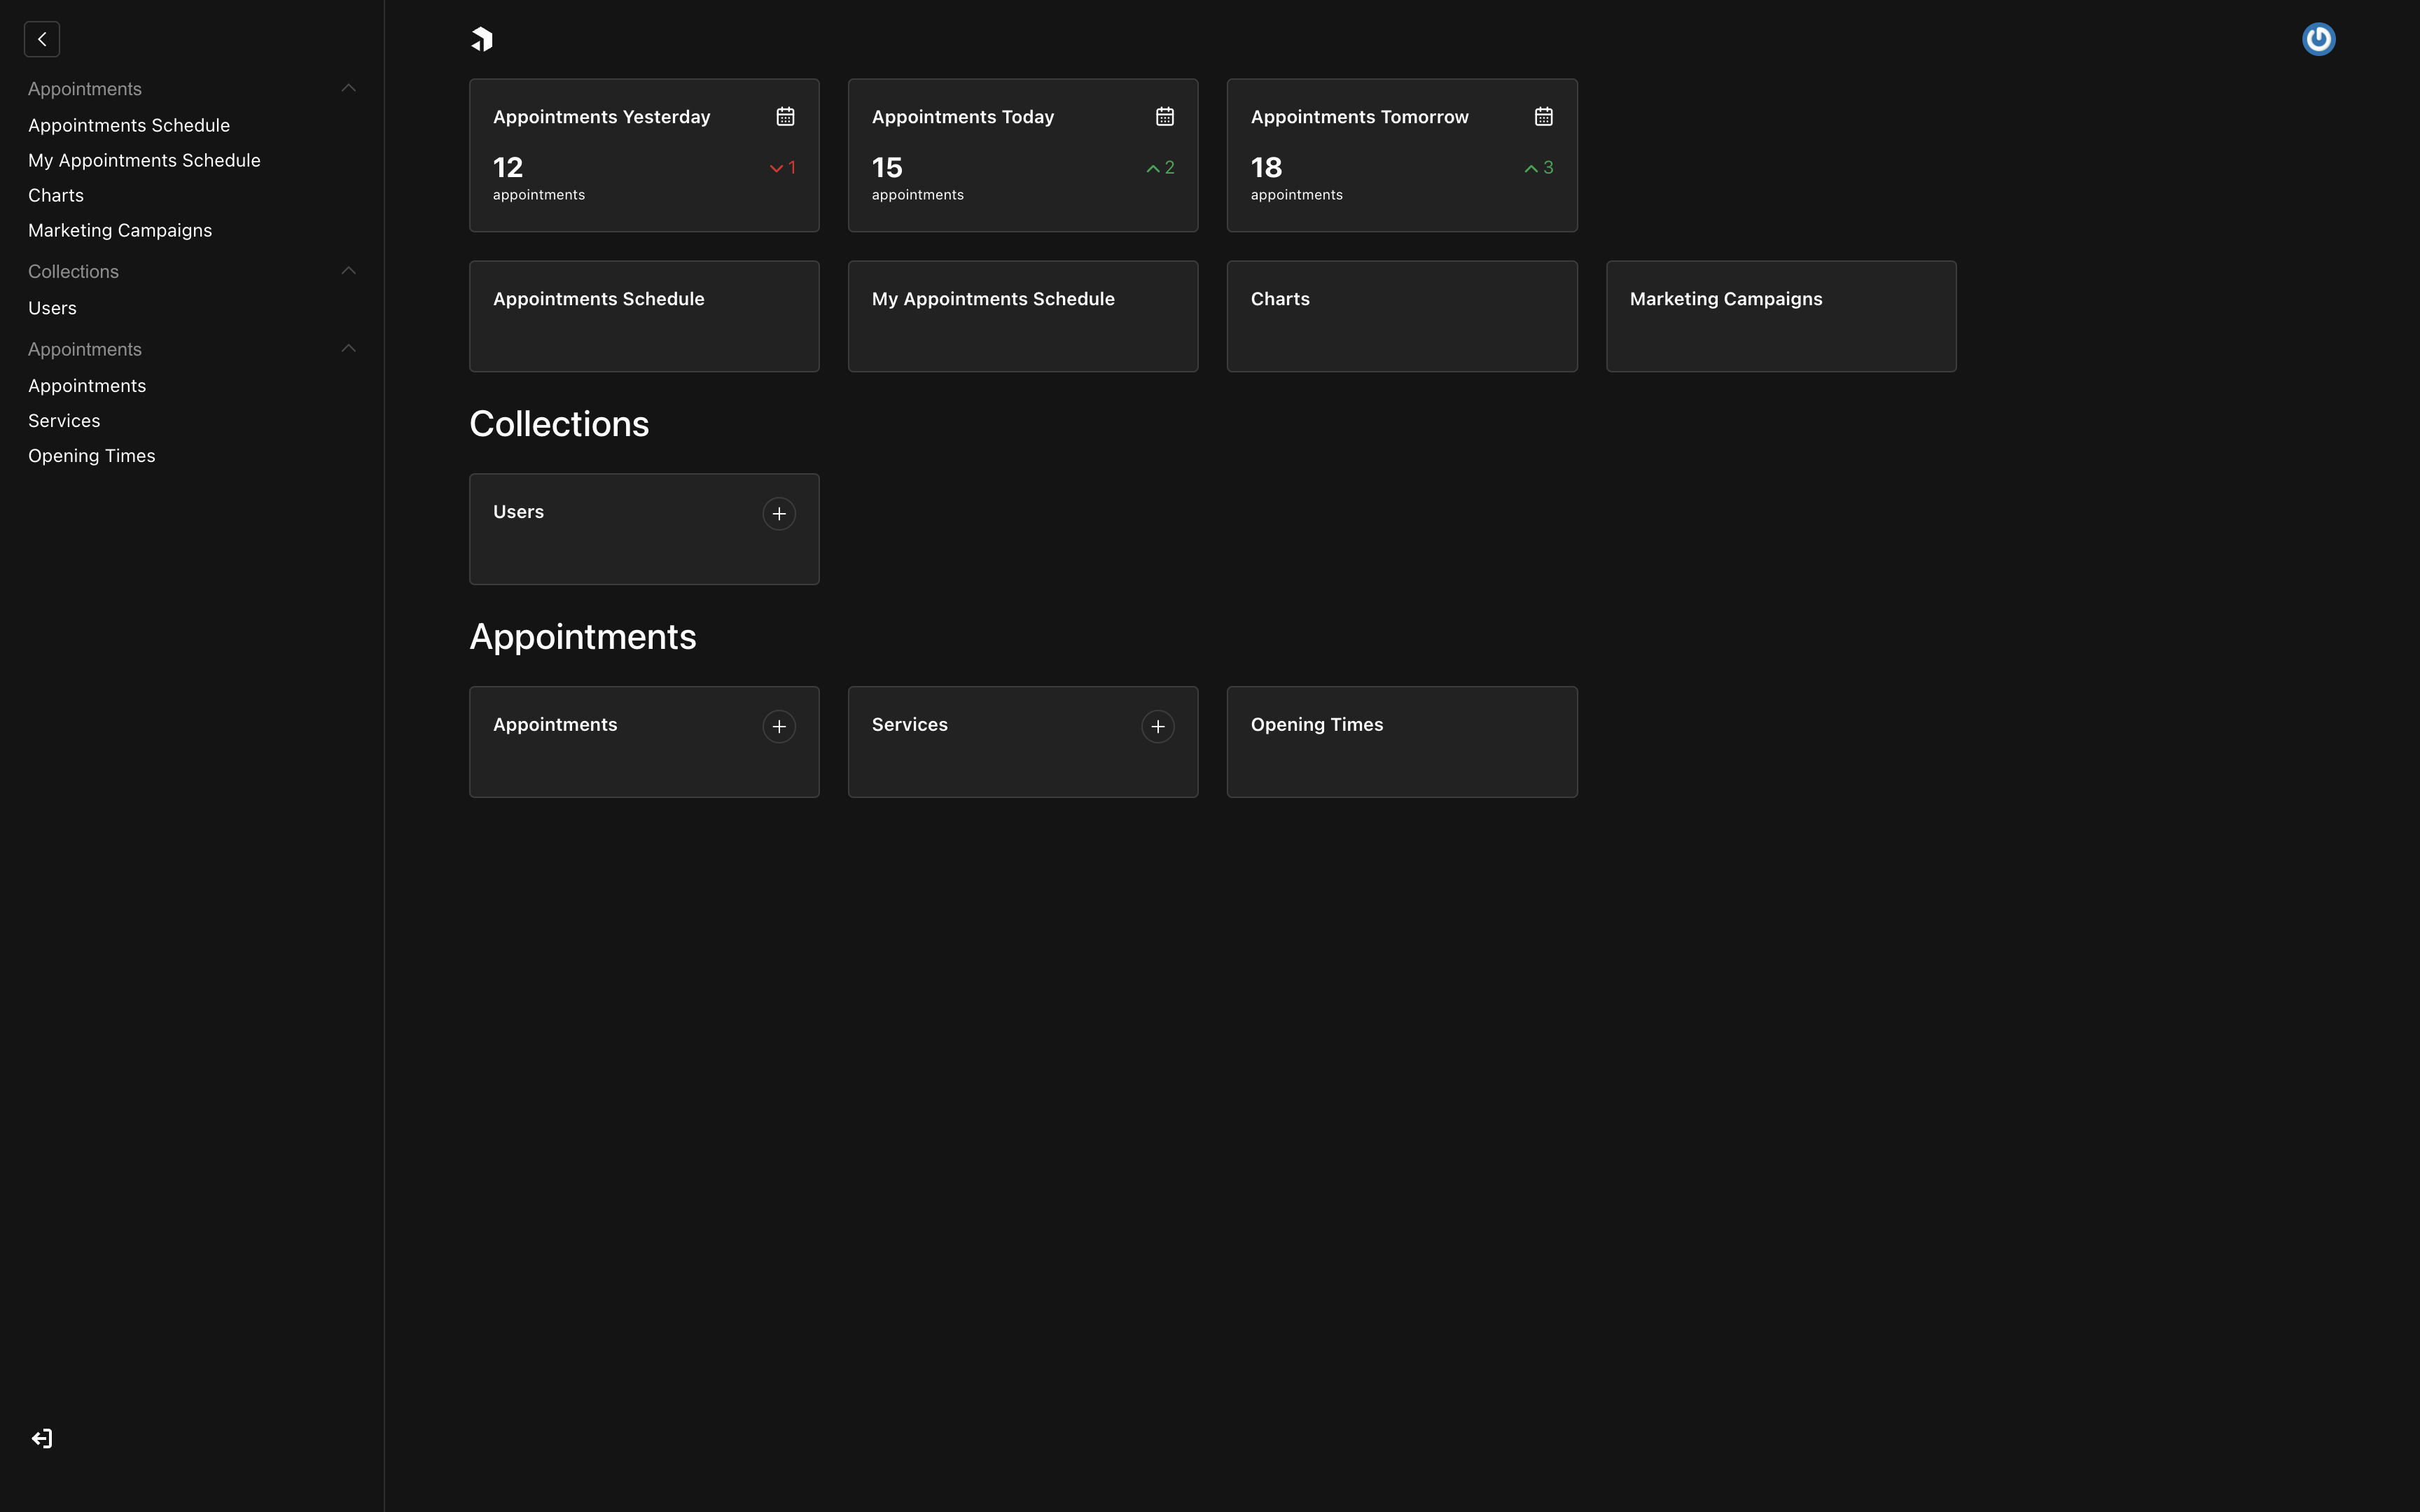 Appointments
Appointments Schedule
My Appointments Schedule
Charts
Marketing Campaigns
Collections
Users
Appointments
Appointments
Services
Opening Times
Appointments Yesterday
12
1
appointments
Appointments Today
15
2
appointments
Appointments Tomorrow
18
3
appointments
Appointments Schedule
My Appointments Schedule
Charts
Marketing Campaigns
Collections
Users
Appointments
Appointments
Services
Opening Times